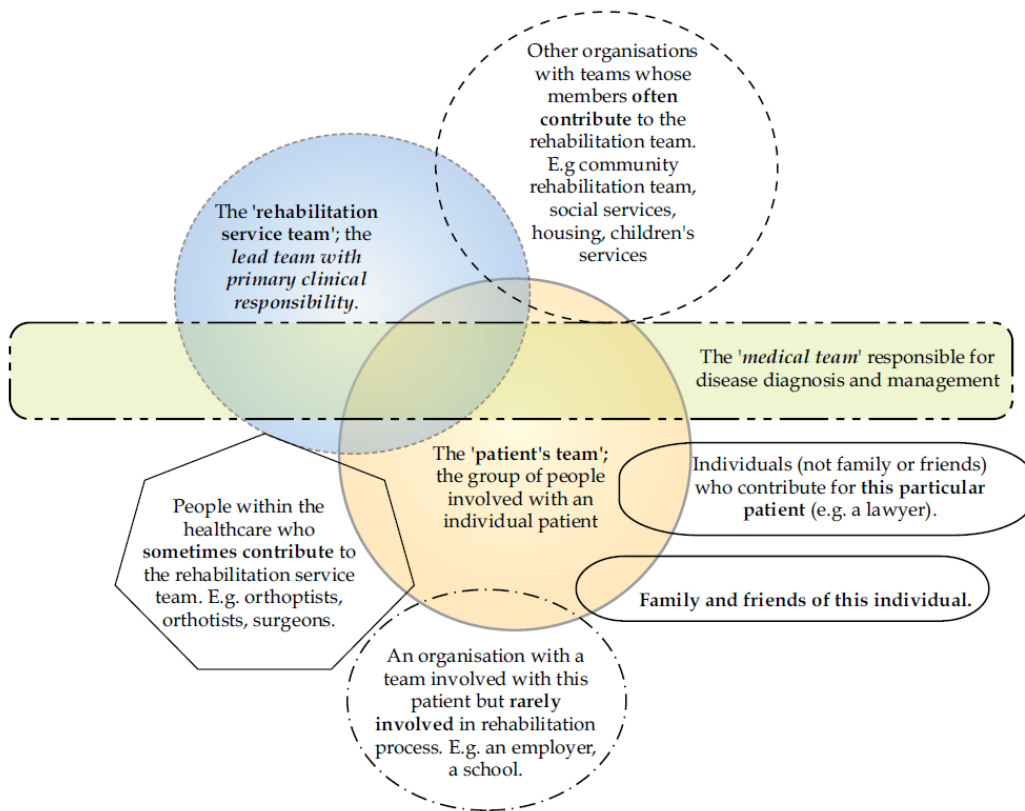 Other organisations
with teams whose
members often
contribute to the
rehabilitation team.
E.g community
rehabilitation team,
social services,
housing, children's
services
The 'rehabilitation
service team'; the
lead team with
primary clinical
responsibility.
The 'medical team' responsible for
disease diagnosis and management
The 'patient's team';
the group of people
involved with an
individual patient
Individuals (not family or friends)
who contribute for this particular
patient (e.g. a lawyer).
People within the
healthcare who
sometimes contribute to
the rehabilitation service
team. E.g. orthoptists,
orthotists, surgeons.
Family and friends of this individual.
An organisation with a
team involved with this
patient but rarely
involved in rehabilitation
process. E.g. an employer,
a school.